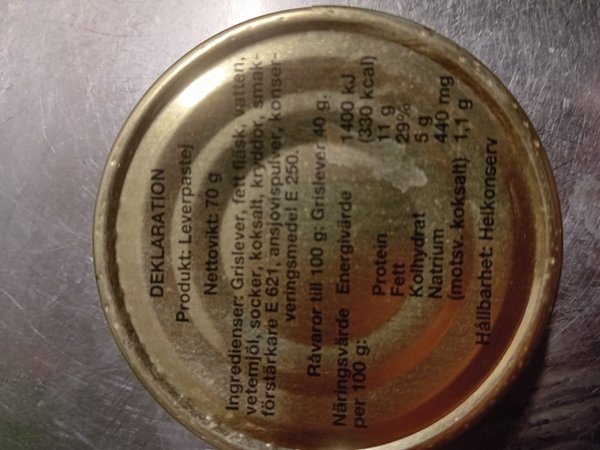 DEKLARATION
Produkt: Leverpastej
Nettovikt: 70 g
Ingredienser: Grislever, fett fläsk, vatten,
vetemjöl, socker, koksalt, kryddor, smak-
förstärkare E 621, ansjovispulver, konser-
veringsmedel E 250.
Råvaror till 100 g: Grislever 40 g.
Näringsvärde Energivärde 1400 kJ
per 100 g: (330 kcal)
Protein 11 g
Fett 29%
Kolhydrat 5 g
Natrium 440 mg
(motsv. koksalt) 1,1 g
Hållbarhet: Helkonserv